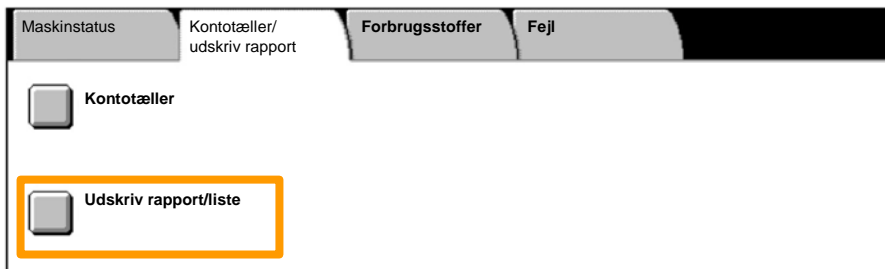 Maskinstatus
Kontotæller/
udskriv rapport
Forbrugsstoffer
Fejl
Kontotæller
Udskriv rapport/liste